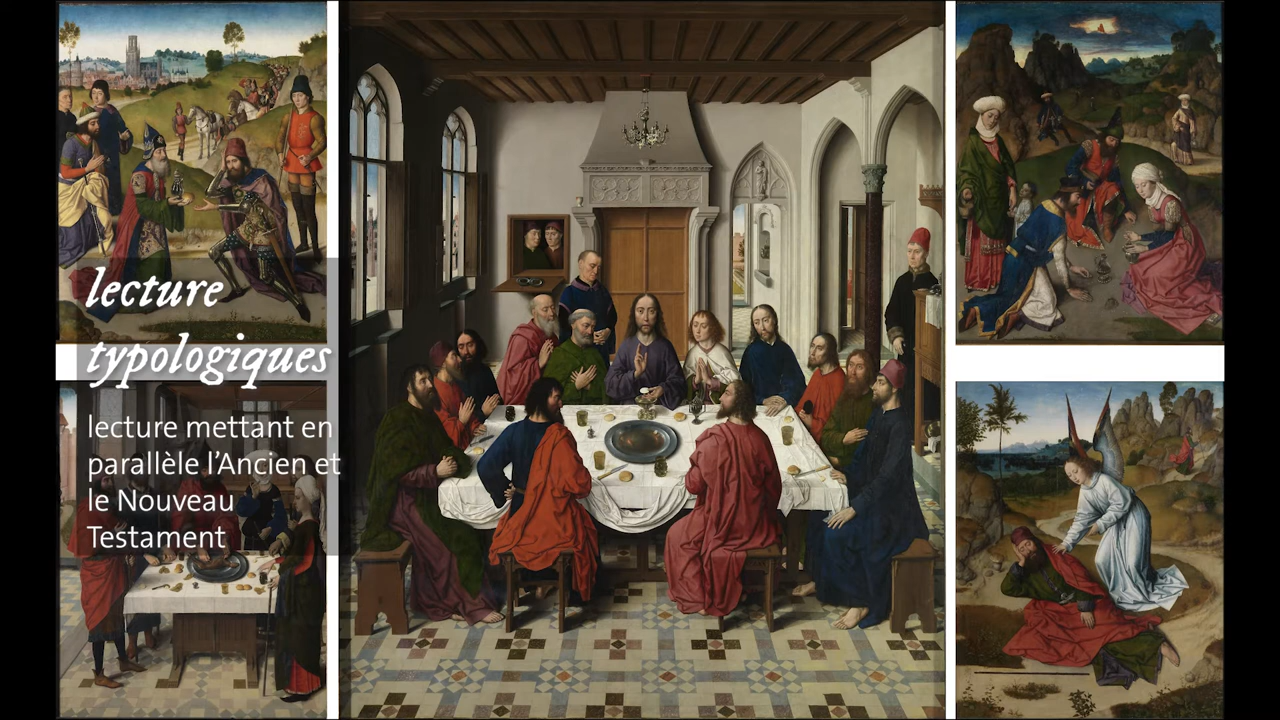 lecture
typologiques
lecture mettant en
parallèle l’Ancien et
le Nouveau
Testament